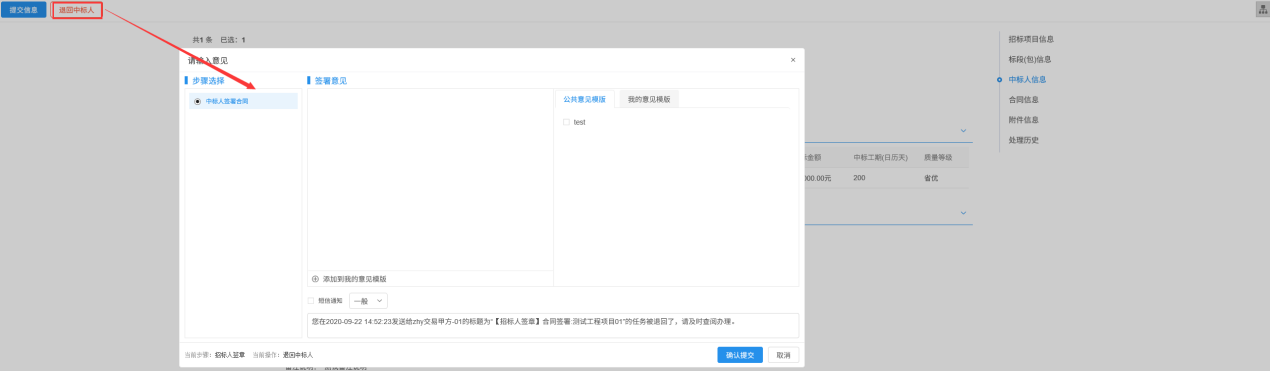 提交信息 退回中标人
共1 条 已选：1
招标项目信息
标段(包)信息
中标人信息
合同信息
附件信息
处理历史
请输入意见 ×
步骤选择
中标人签署合同
签署意见
公共意见模版 我的意见模版
test
添加到我的意见模版
短信通知 一般
您在2020-09-22 14:52:23发送给zhy交易甲方-01的标题为"【招标人签章】合同签署:测试工程项目01"的任务被退回了，请及时查阅办理。
当前步骤：招标人签章 当前操作：退回中标人
确认提交 取消
金额 中标工期(日历天) 质量等级
000.00元 200 省优